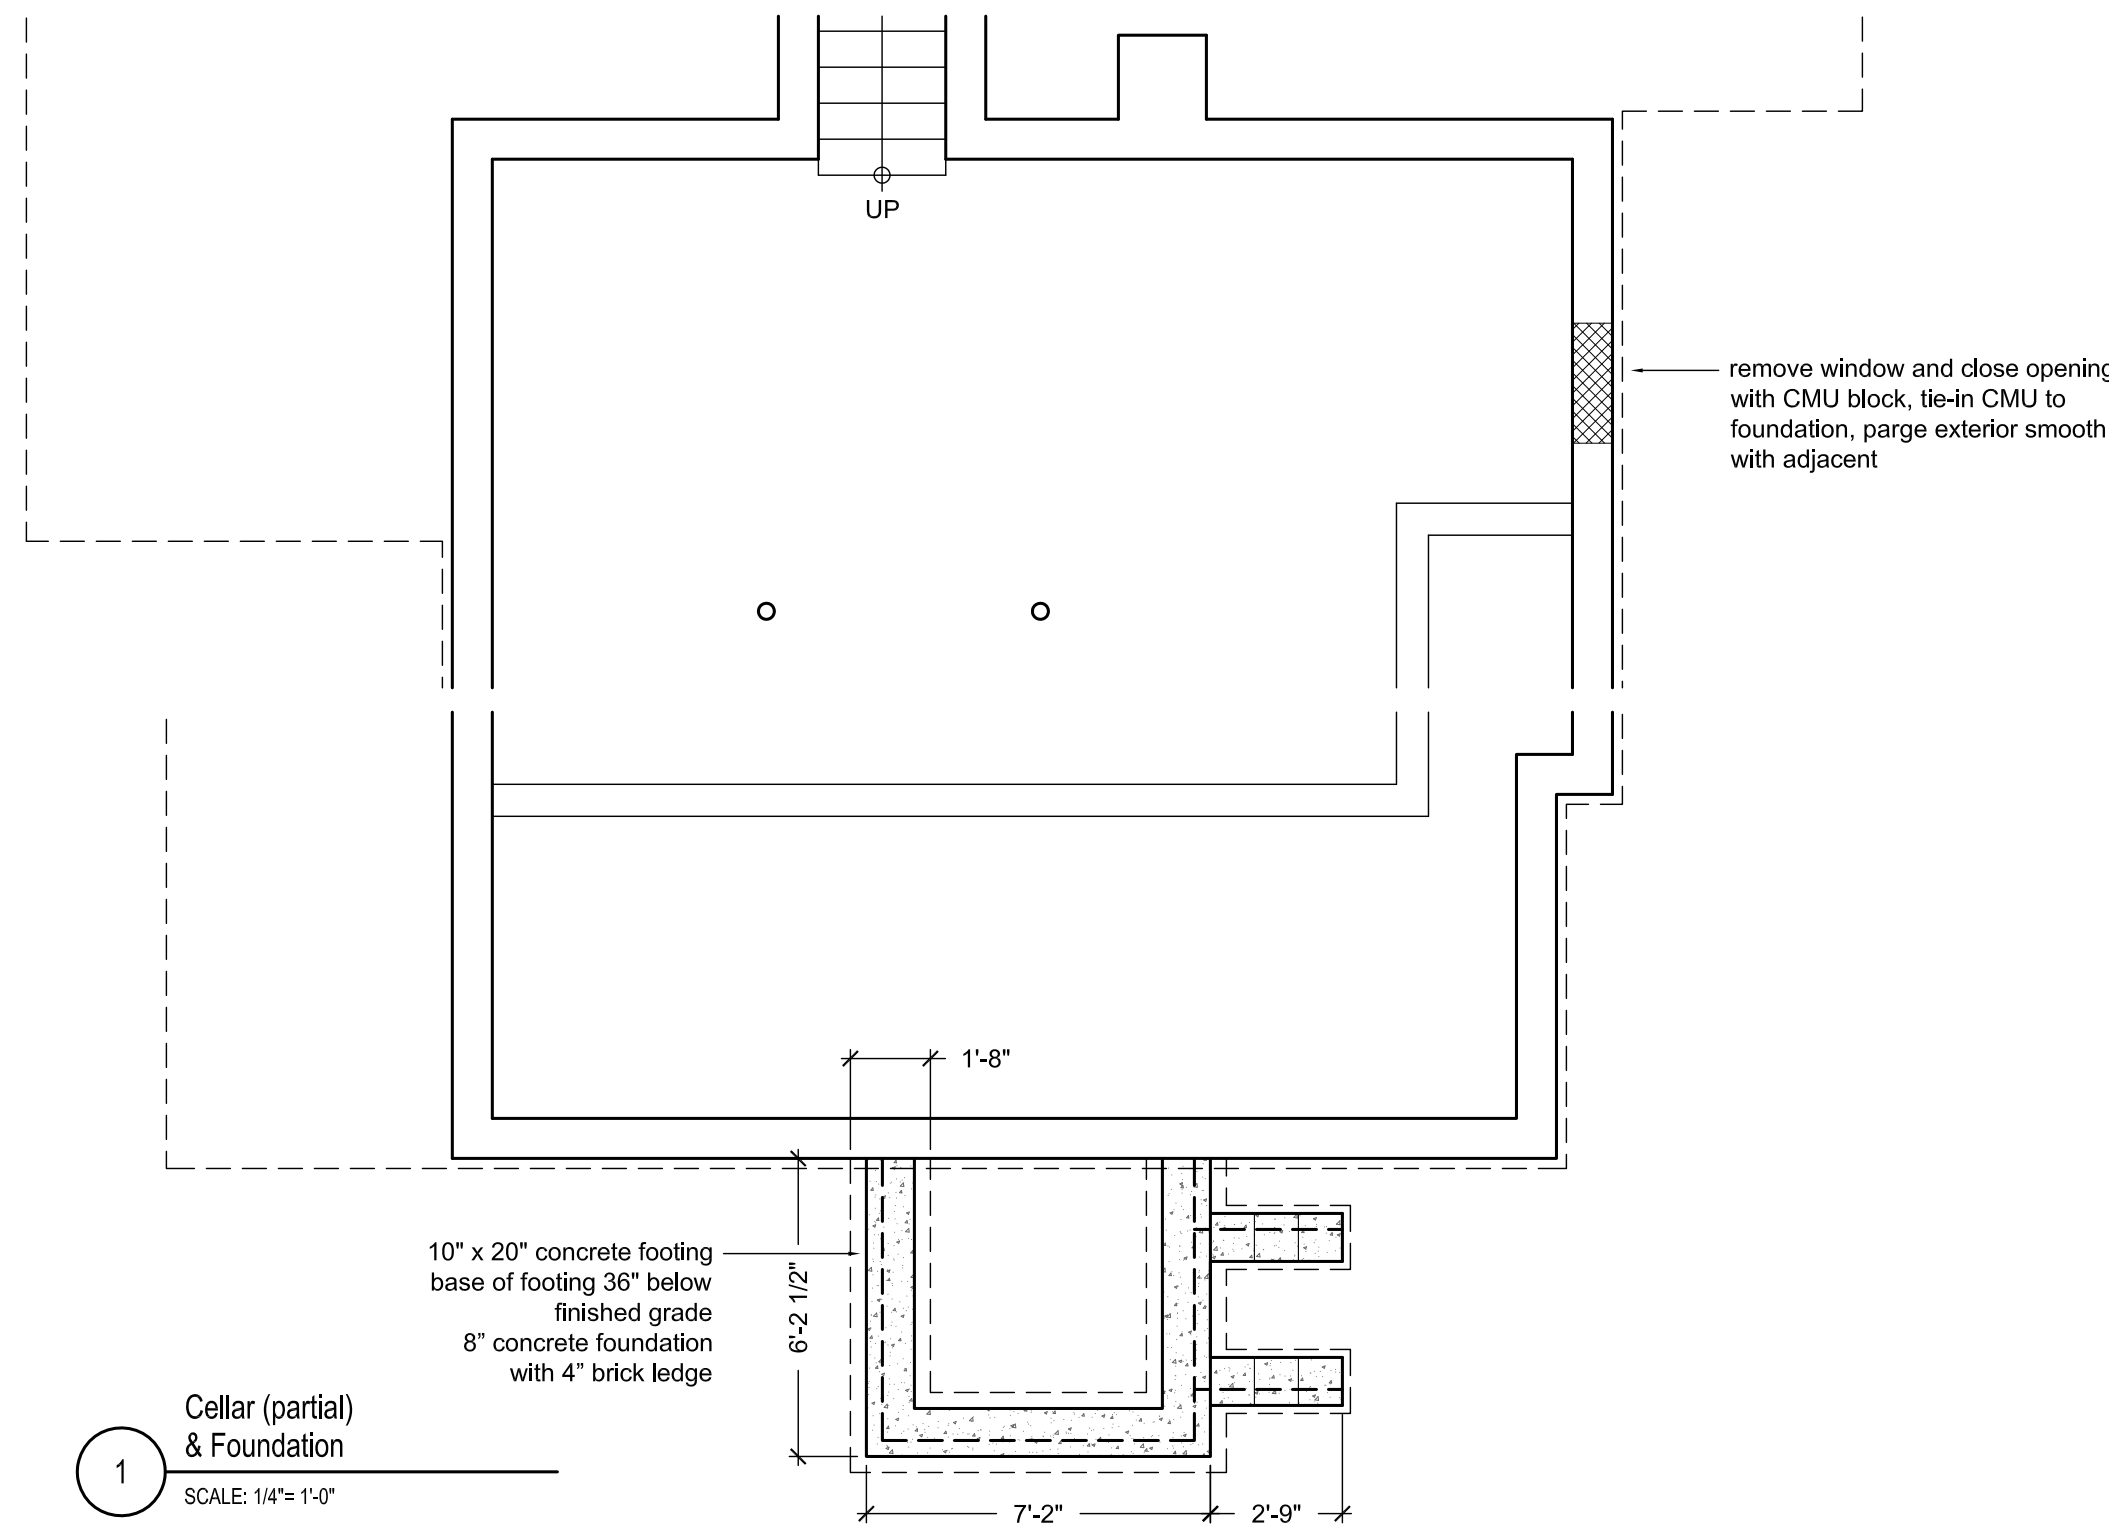 UP
remove window and close opening
with CMU block, tie-in CMU to
foundation, parge exterior smooth
with adjacent
1'-8"
10" x 20" concrete footing
base of footing 36" below
finished grade
8” concrete foundation
with 4” brick ledge
6'-2 1/2"
Cellar (partial)
& Foundation
1
SCALE: 1/4"= 1'-0"
7'-2"
2'-9"